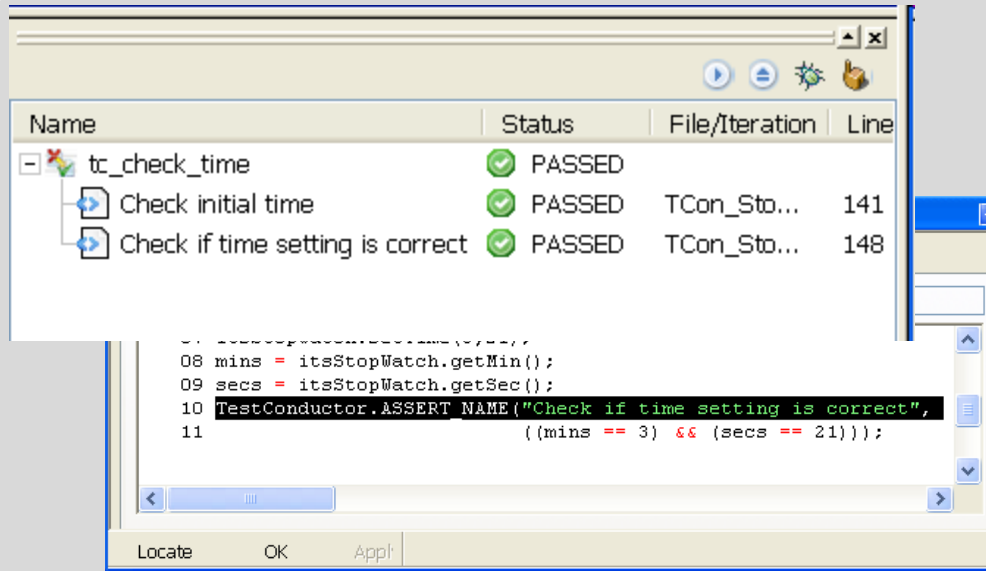 Name Status File/Iteration Line
tc_check_time PASSED
Check initial time PASSED TCon_Sto... 141
Check if time setting is correct PASSED TCon_Sto... 148
08 mins = itsStopWatch.getMin();
09 secs = itsStopWatch.getSec();
10 TestConductor.ASSERT_NAME("Check if time setting is correct",
11 ((mins == 3) && (secs == 21)));
Locate OK Appl